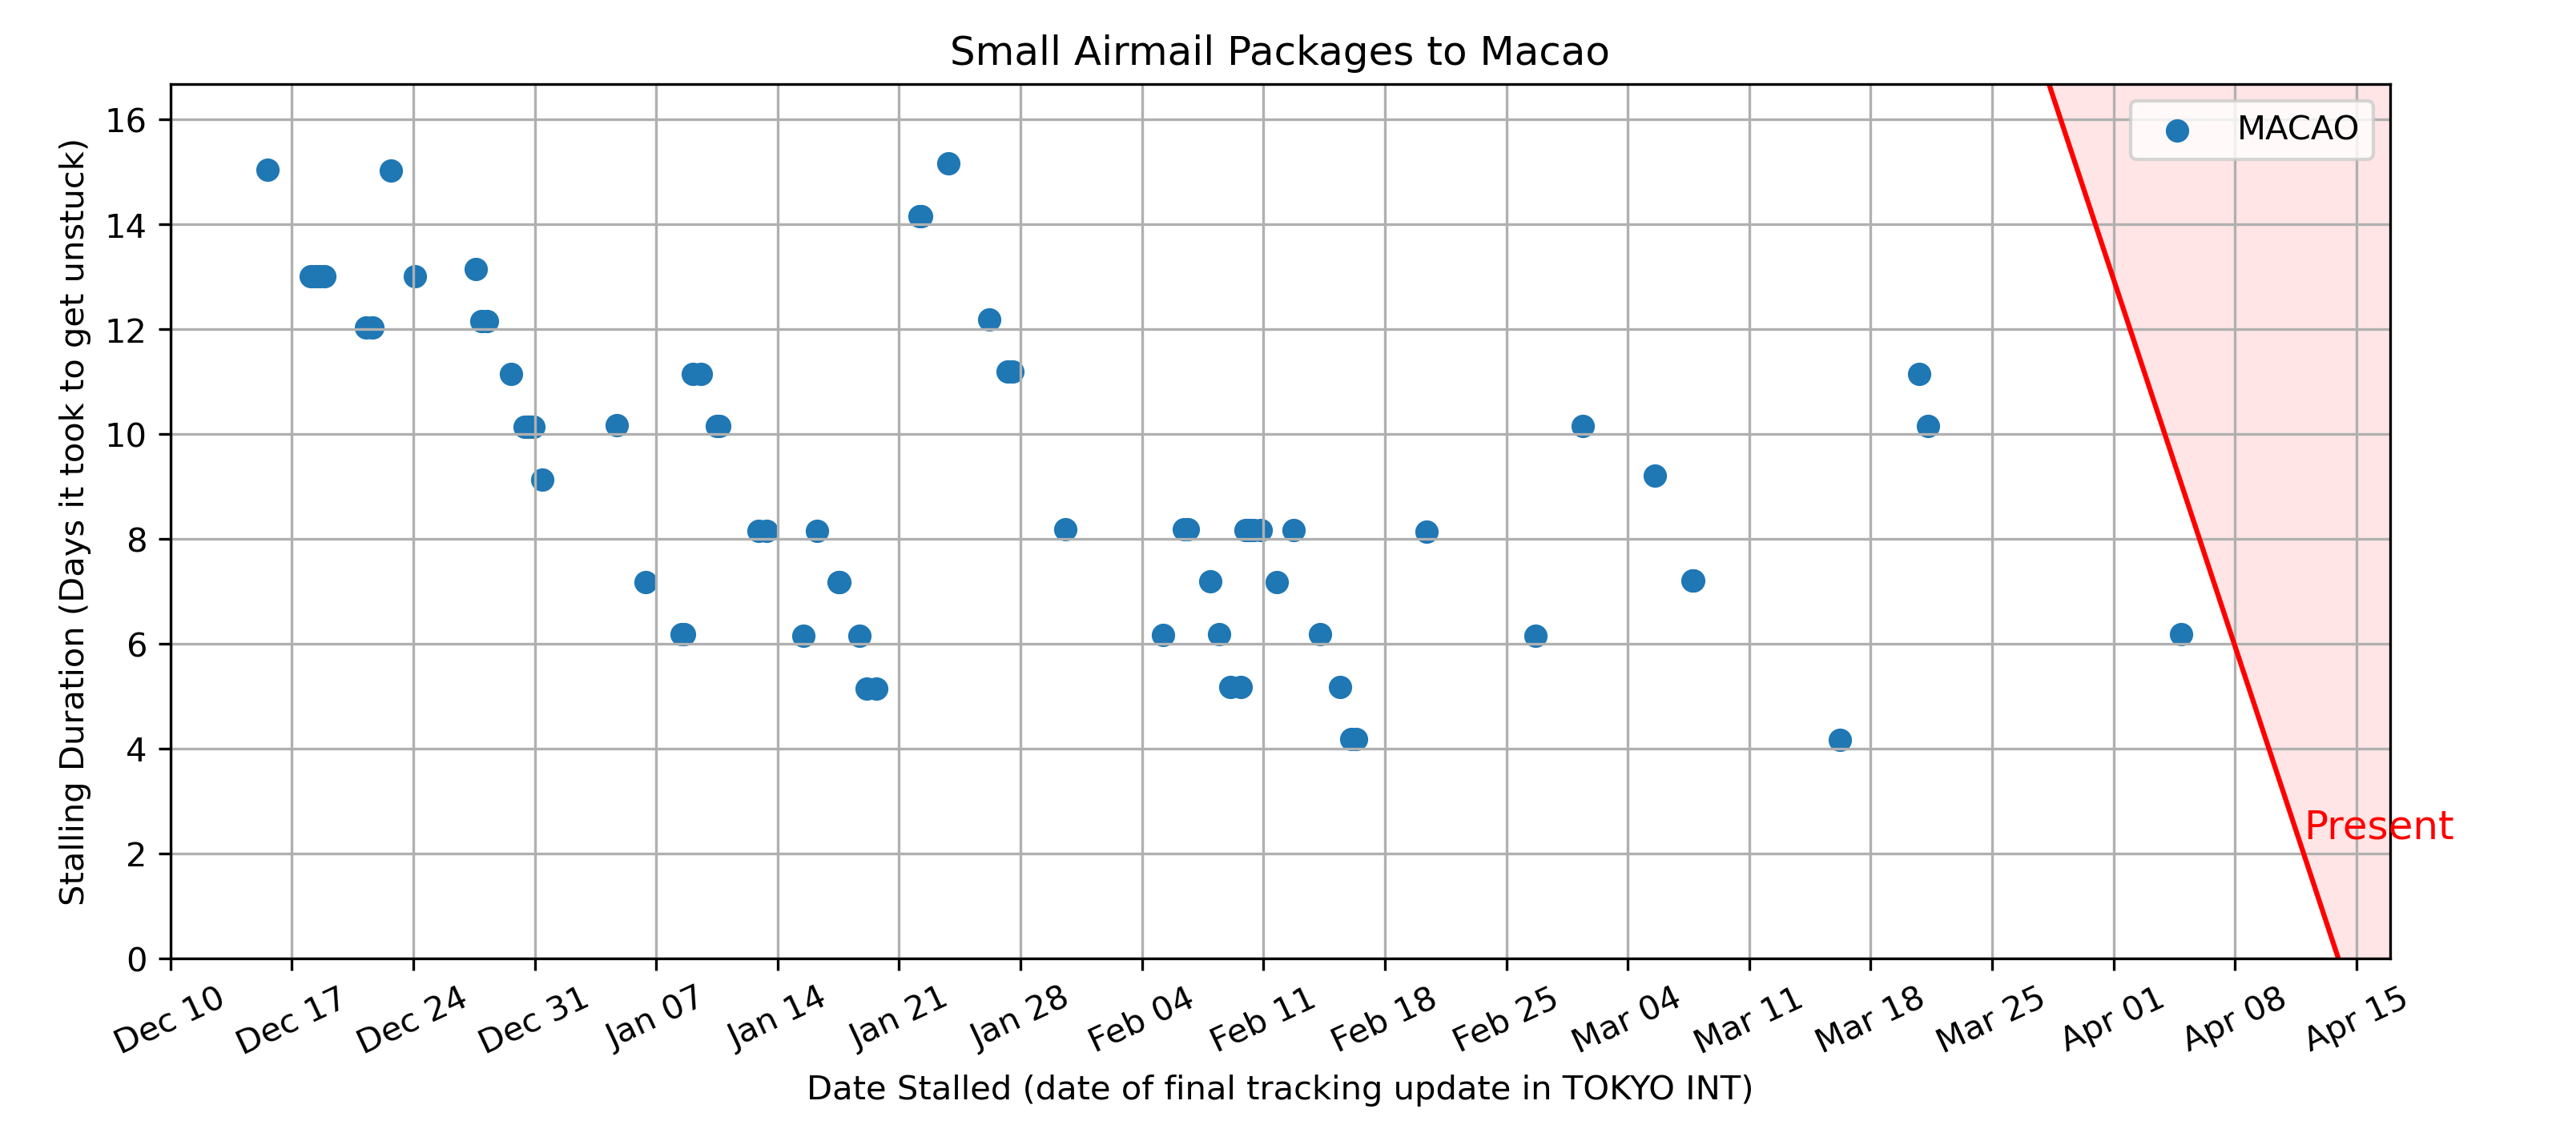 Small Airmail Packages to Macao
Stalling Duration (Days it took to get unstuck)
16
14
12
10
8
6
4
2
0
MACAO
Present
Dec 10
Dec 17
Dec 24
Dec 31
Jan 07
Jan 14
Jan 21
Jan 28
Feb 04
Feb 11
Feb 18
Feb 25
Mar 04
Mar 11
Mar 18
Mar 25
Apr 01
Apr 08
Apr 15
Date Stalled (date of final tracking update in TOKYO INT)